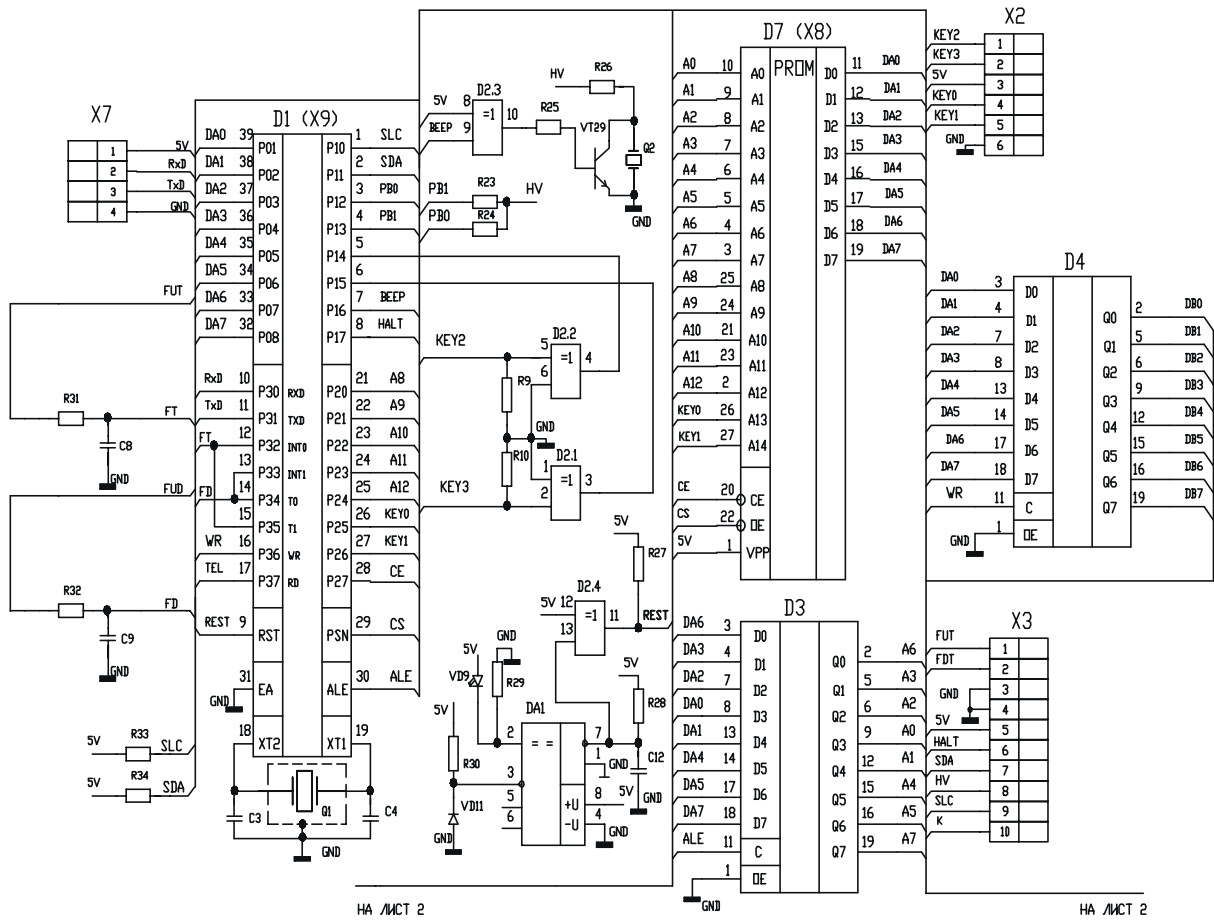 X7
1
2
3
4
5V
RxD
TxD
GND
D1 (X9)
DA0 39 P01 P10 1 SLC
DA1 38 P02 P11 2 SDA
DA2 37 P03 P12 3 PB0
DA3 36 P04 P13 4 PB1
DA4 35 P05 P14 5
DA5 34 P06 P15 6
DA6 33 P07 P16 7 BEEP
DA7 32 P08 P17 8 HALT
RxD 10 P30 RXD P20 21 A8
TxD 11 P31 TXD P21 22 A9
FT 12 P32 INT0 P22 23 A10
13 P33 INT1 P23 24 A11
FD 14 P34 T0 P24 25 A12
15 P35 T1 P25 26 KEY0
WR 16 P36 WR P26 27 KEY1
TEL 17 P37 RD P27 28 CE
REST 9 RST PSN 29 CS
31 EA ALE 30 ALE
GND
18 XT2 XT1 19
C3
Q1
C4
GND
FUT
R31
FT
C8
GND
FUD
R32
FD
C9
GND
5V R33 SLC
5V R34 SDA
5V 8 D2.3
BEEP 9 =1 10
R25
HV R26
VT29
Q2
GND
PB1 R23 HV
PB0 R24
KEY2
D2.2
5
6 =1 4
R9
GND
R10
D2.1
1
2 =1 3
KEY3
5V
R27
D2.4
5V 12
13 =1 11 REST
GND
R29
VD9
5V
R28
5V
R30
DA1
2 = = 7
1
3
GND
C12
GND
5
6
+U 8 5V
-U 4
GND
VD11
GND
D7 (X8)
PROM
A0 10 A0 D0 11 DA0
A1 9 A1 D1 12 DA1
A2 8 A2 D2 13 DA2
A3 7 A3 D3 15 DA3
A4 6 A4 D4 16 DA4
A5 5 A5 D5 17 DA5
A6 4 A6 D6 18 DA6
A7 3 A7 D7 19 DA7
A8 25 A8
A9 24 A9
A10 21 A10
A11 23 A11
A12 2 A12
KEY0 26 A13
KEY1 27 A14
CE 20 CE
CS 22 OE
5V 1 VPP
D3
DA6 3 D0
DA3 4 D1 Q0 2 A6
DA2 7 D2 Q1 5 A3
DA0 8 D3 Q2 6 A2
DA1 13 D4 Q3 9 A0
DA4 14 D5 Q4 12 A1
DA5 17 D6 Q5 15 A4
DA7 18 D7 Q6 16 A5
ALE 11 C Q7 19 A7
1 OE
GND
X2
KEY2 1
KEY3 2
5V 3
KEY0 4
KEY1 5
GND 6
D4
DA0 3 D0
DA1 4 D1 Q0 2 DB0
DA2 7 D2 Q1 5 DB1
DA3 8 D3 Q2 6 DB2
DA4 13 D4 Q3 9 DB3
DA5 14 D5 Q4 12 DB4
DA6 17 D6 Q5 15 DB5
DA7 18 D7 Q6 16 DB6
WR 11 C Q7 19 DB7
1 OE
GND
X3
FUT 1
FDT 2
GND 3
4
5V 5
HALT 6
SDA 7
HV 8
SLC 9
K 10
НА ЛИСТ 2
НА ЛИСТ 2